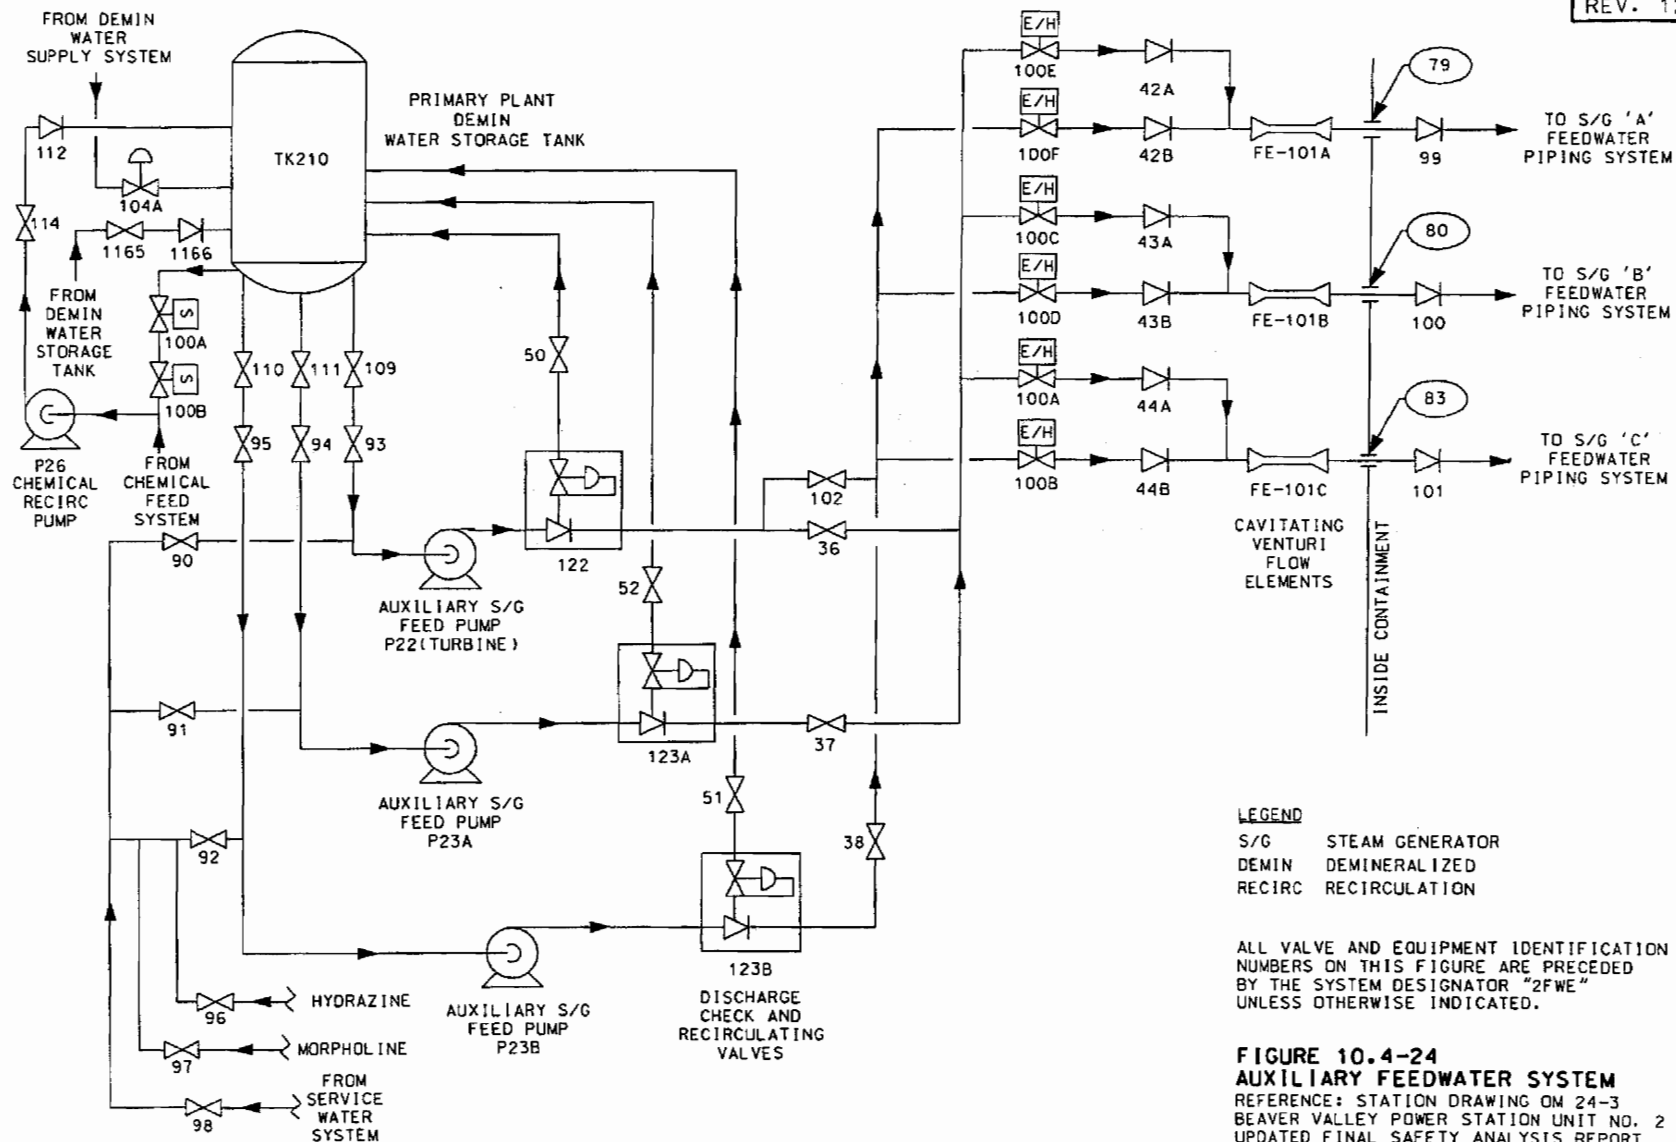 REV. 12
FROM DEMIN
WATER
SUPPLY SYSTEM
112
104A
114
1165
1166
FROM
DEMIN
WATER
STORAGE
TANK
TK210
PRIMARY PLANT
DEMIN
WATER STORAGE TANK
S
100A
S
100B
P26
CHEMICAL
RECIRC
PUMP
FROM
CHEMICAL
FEED
SYSTEM
110
111
109
95
94
93
90
91
92
HYDRAZINE
96
MORPHOLINE
97
FROM
SERVICE
WATER
SYSTEM
98
50
122
AUXILIARY S/G
FEED PUMP
P22(TURBINE)
52
123A
AUXILIARY S/G
FEED PUMP
P23A
51
123B
AUXILIARY S/G
FEED PUMP
P23B
DISCHARGE
CHECK AND
RECIRCULATING
VALVES
102
36
37
38
E/H
100E
42A
E/H
100F
42B
FE-101A
79
99
TO S/G 'A'
FEEDWATER
PIPING SYSTEM
E/H
100C
43A
E/H
100D
43B
FE-101B
80
100
TO S/G 'B'
FEEDWATER
PIPING SYSTEM
E/H
100A
44A
E/H
100B
44B
FE-101C
83
101
TO S/G 'C'
FEEDWATER
PIPING SYSTEM
CAVITATING
VENTURI
FLOW
ELEMENTS
INSIDE CONTAINMENT
LEGEND
S/G STEAM GENERATOR
DEMIN DEMINERALIZED
RECIRC RECIRCULATION
ALL VALVE AND EQUIPMENT IDENTIFICATION
NUMBERS ON THIS FIGURE ARE PRECEDED
BY THE SYSTEM DESIGNATOR "2FWE"
UNLESS OTHERWISE INDICATED.
FIGURE 10.4-24
AUXILIARY FEEDWATER SYSTEM
REFERENCE: STATION DRAWING OM 24-3
BEAVER VALLEY POWER STATION UNIT NO. 2
UPDATED FINAL SAFETY ANALYSIS REPORT